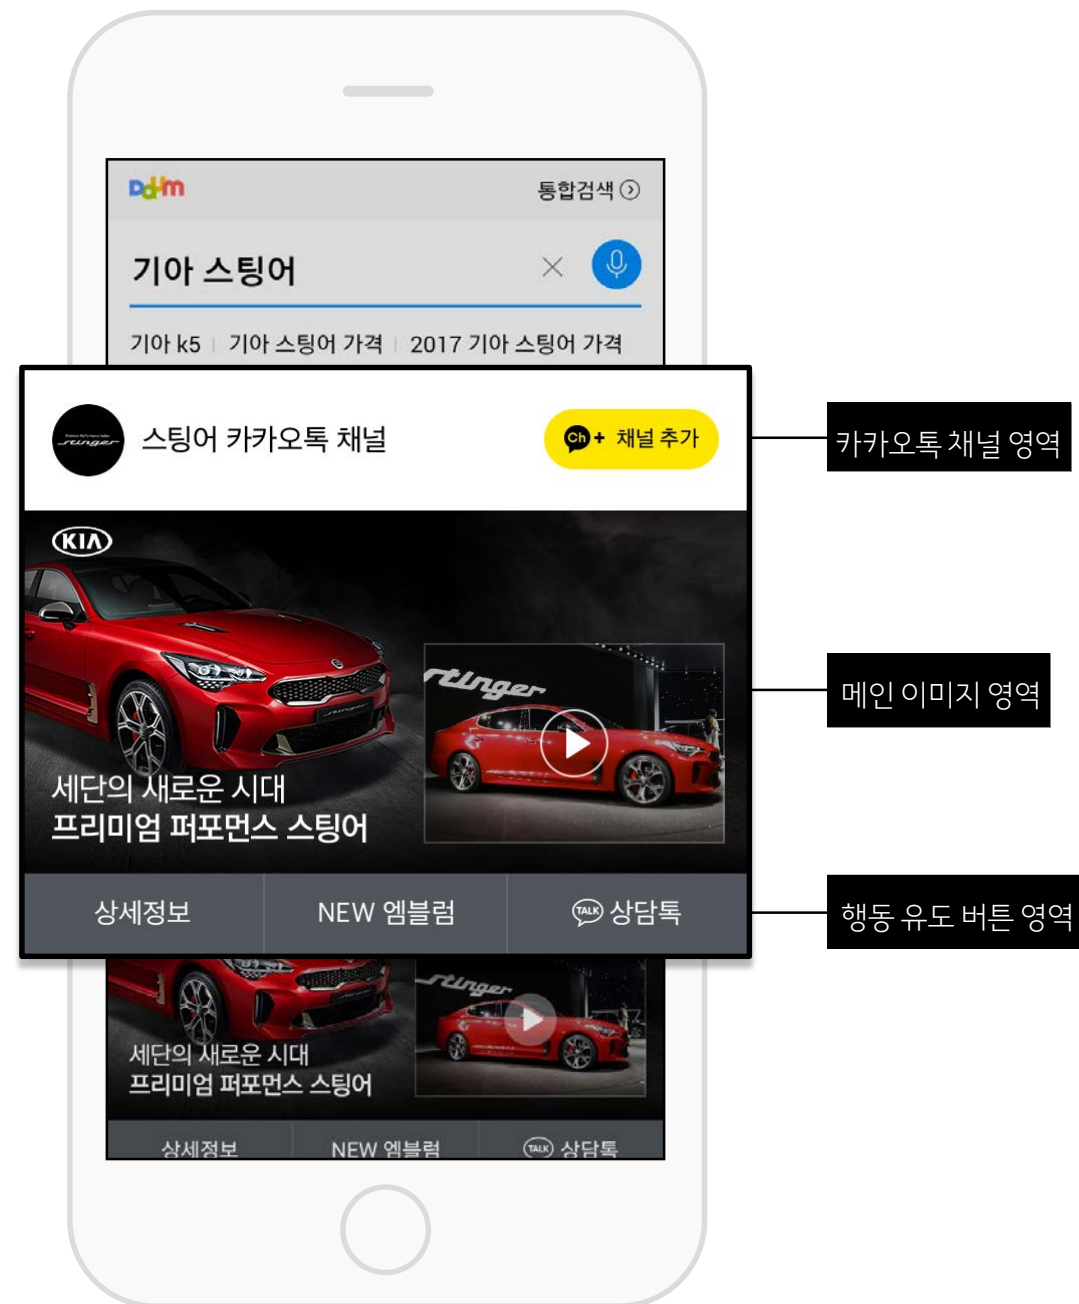 Daum
통합검색
기아 스팅어
기아 k5 | 기아 스팅어 가격 | 2017 기아 스팅어 가격
stinger
스팅어 카카오톡 채널
Ch+ 채널 추가
카카오톡 채널 영역
KIA
stinger
메인 이미지 영역
세단의 새로운 시대
프리미엄 퍼포먼스 스팅어
상세정보
NEW 엠블럼
TALK 상담톡
행동 유도 버튼 영역
stinger
세단의 새로운 시대
프리미엄 퍼포먼스 스팅어
상세정보
NEW 엠블럼
TALK 상담톡